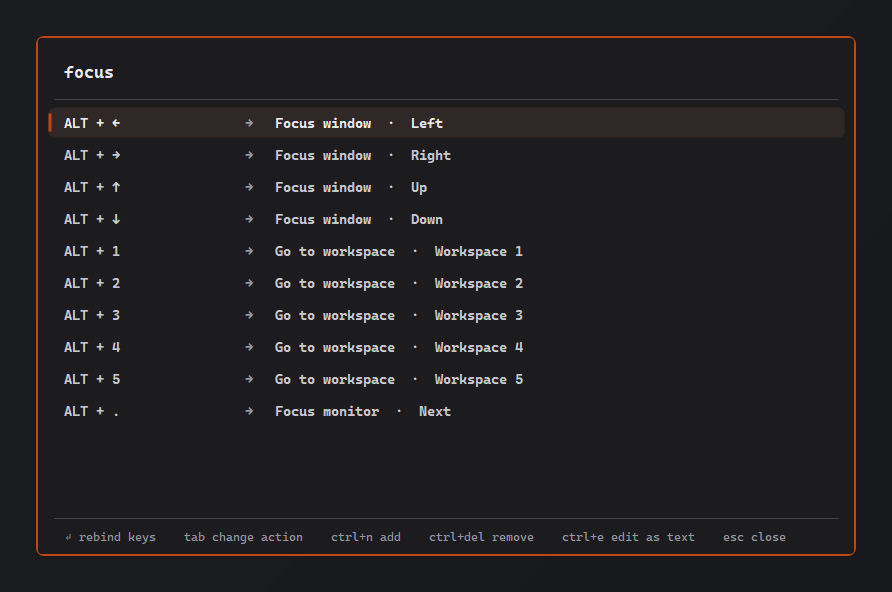 focus
ALT + ← → Focus window · Left
ALT + → → Focus window · Right
ALT + ↑ → Focus window · Up
ALT + ↓ → Focus window · Down
ALT + 1 → Go to workspace · Workspace 1
ALT + 2 → Go to workspace · Workspace 2
ALT + 3 → Go to workspace · Workspace 3
ALT + 4 → Go to workspace · Workspace 4
ALT + 5 → Go to workspace · Workspace 5
ALT + . → Focus monitor · Next
↲ rebind keys tab change action ctrl+n add ctrl+del remove ctrl+e edit as text esc close